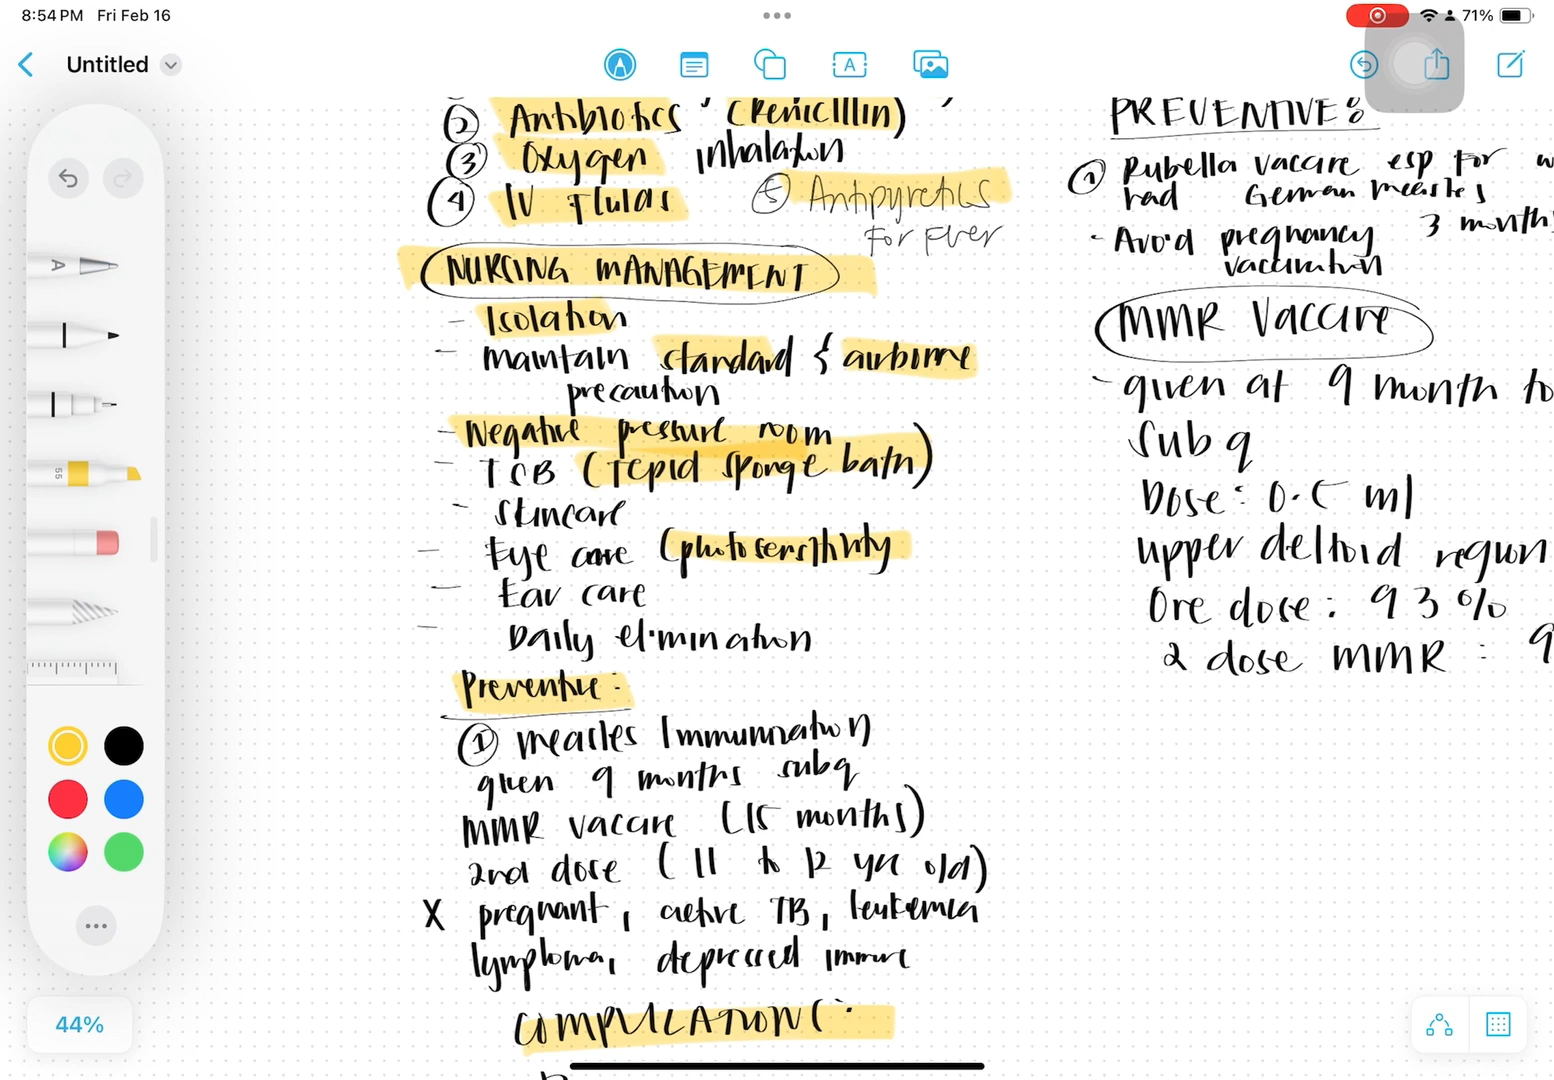 8:54 PM Fri Feb 16
71%
Untitled
② Antibiotics (Penicillin)
③ Oxygen inhalation
④ IV Fluids
⑤ Antipyretics
For Fever
NURSING MANAGEMENT
- Isolation
- maintain standard & airborne
precaution
- Negative pressure room
- TSB (Tepid sponge bath)
- skincare
- Eye care (photosensitivity
- Ear care
- Daily elimination
Preventive:
① measles Immunization
given 9 months subq
MMR vaccine (15 months)
2nd dose (11 to 12 yrs old)
X pregnant, active TB, leukemia
lymphoma, depressed immune
COMPLICATIONS:
PREVENTIVE:
① Rubella vaccine esp for w
had German measles
- Avoid pregnancy 3 month
vaccination
MMR Vaccine
- given at 9 month to
Sub q
Dose: 0.5 ml
upper deltoid region
One dose: 93%
2 dose MMR : 9
55
44%